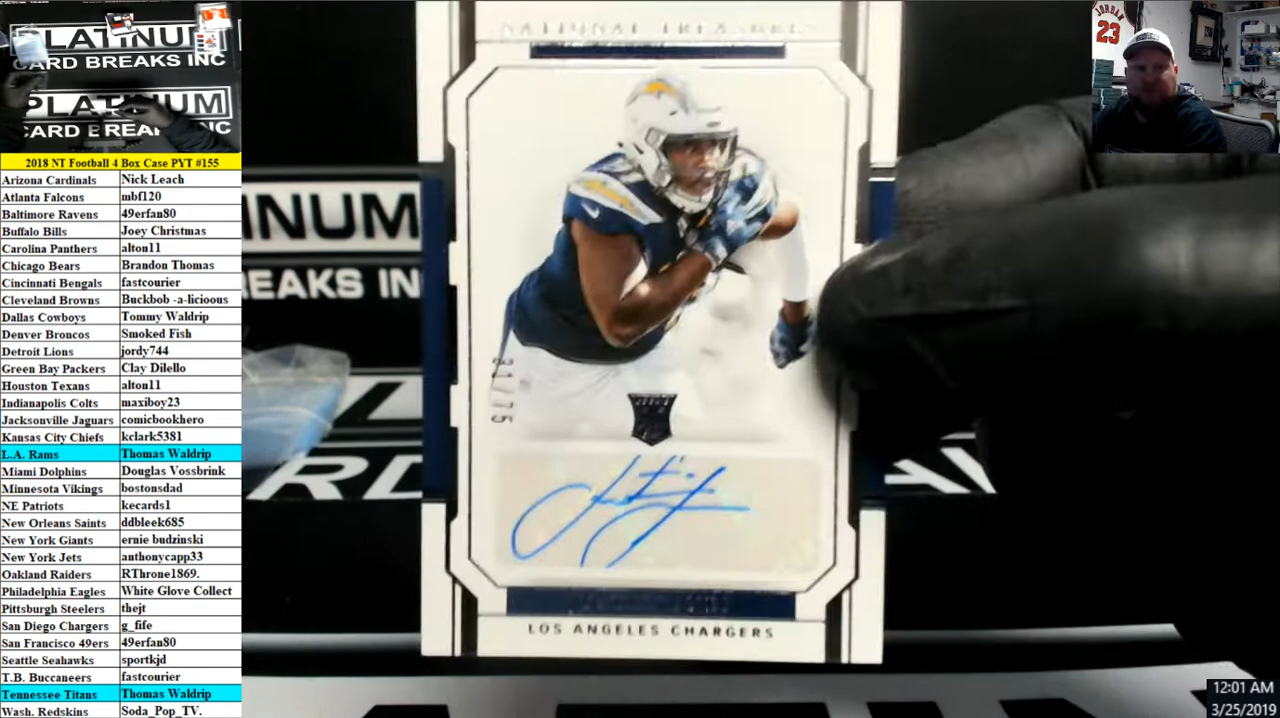 PLATINUM
CARD BREAKS INC
PLATINUM
CARD BREAKS INC
2018 NT Football 4 Box Case PYT #155
Arizona Cardinals Nick Leach
Atlanta Falcons mbf120
Baltimore Ravens 49erfan80
Buffalo Bills Joey Christmas
Carolina Panthers alton11
Chicago Bears Brandon Thomas
Cincinnati Bengals fastcourier
Cleveland Browns Buckbob -a-licioous
Dallas Cowboys Tommy Waldrip
Denver Broncos Smoked Fish
Detroit Lions jordy744
Green Bay Packers Clay Dilello
Houston Texans alton11
Indianapolis Colts maxiboy23
Jacksonville Jaguars comicbookhero
Kansas City Chiefs kclark5381
L.A. Rams Thomas Waldrip
Miami Dolphins Douglas Vossbrink
Minnesota Vikings bostonsdad
NE Patriots kecards1
New Orleans Saints ddbleek685
New York Giants ernie budzinski
New York Jets anthonycapp33
Oakland Raiders RThrone1869.
Philadelphia Eagles White Glove Collect
Pittsburgh Steelers thejt
San Diego Chargers g_fife
San Francisco 49ers 49erfan80
Seattle Seahawks sportkjd
T.B. Buccaneers fastcourier
Tennessee Titans Thomas Waldrip
Wash. Redskins Soda_Pop_TV.
NATIONAL TREASURES
INUM
REAKS IN
31/75
RD
LOS ANGELES CHARGERS
JORDAN
23
12:01 AM
3/25/2019